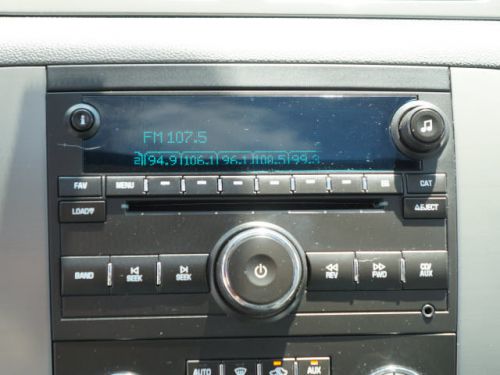 FM 107.5
2 94.9 106.1 96.1 108.5 99.3
FAV MENU CAT
LOAD EJECT
BAND SEEK SEEK REV FWD CD/AUX
AUTO AUX